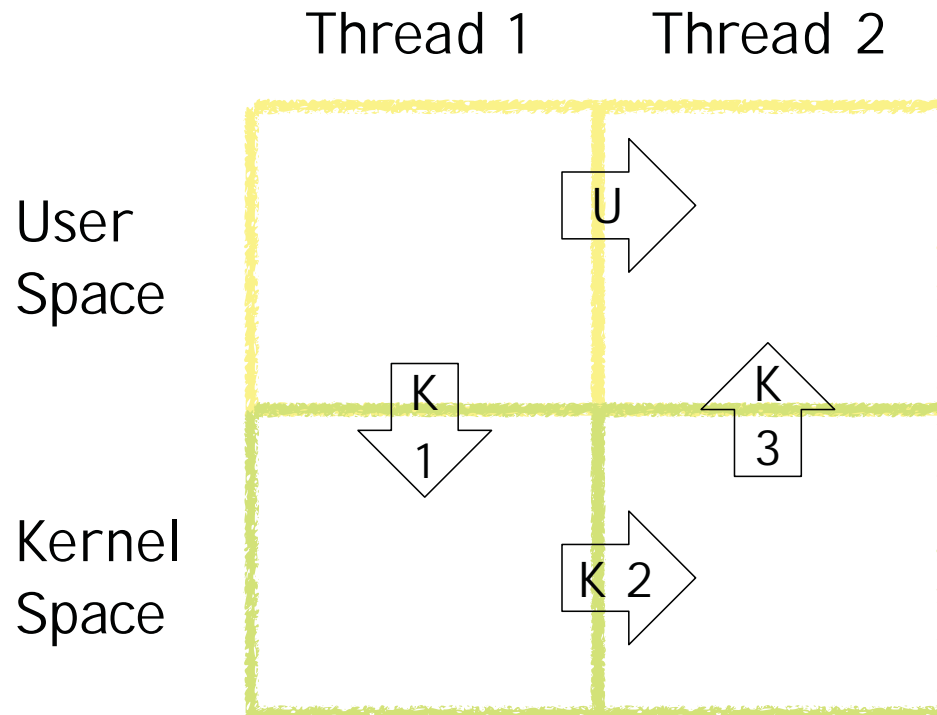 Thread 1 Thread 2
U
User
Space
K
1
K
3
Kernel
Space
K 2